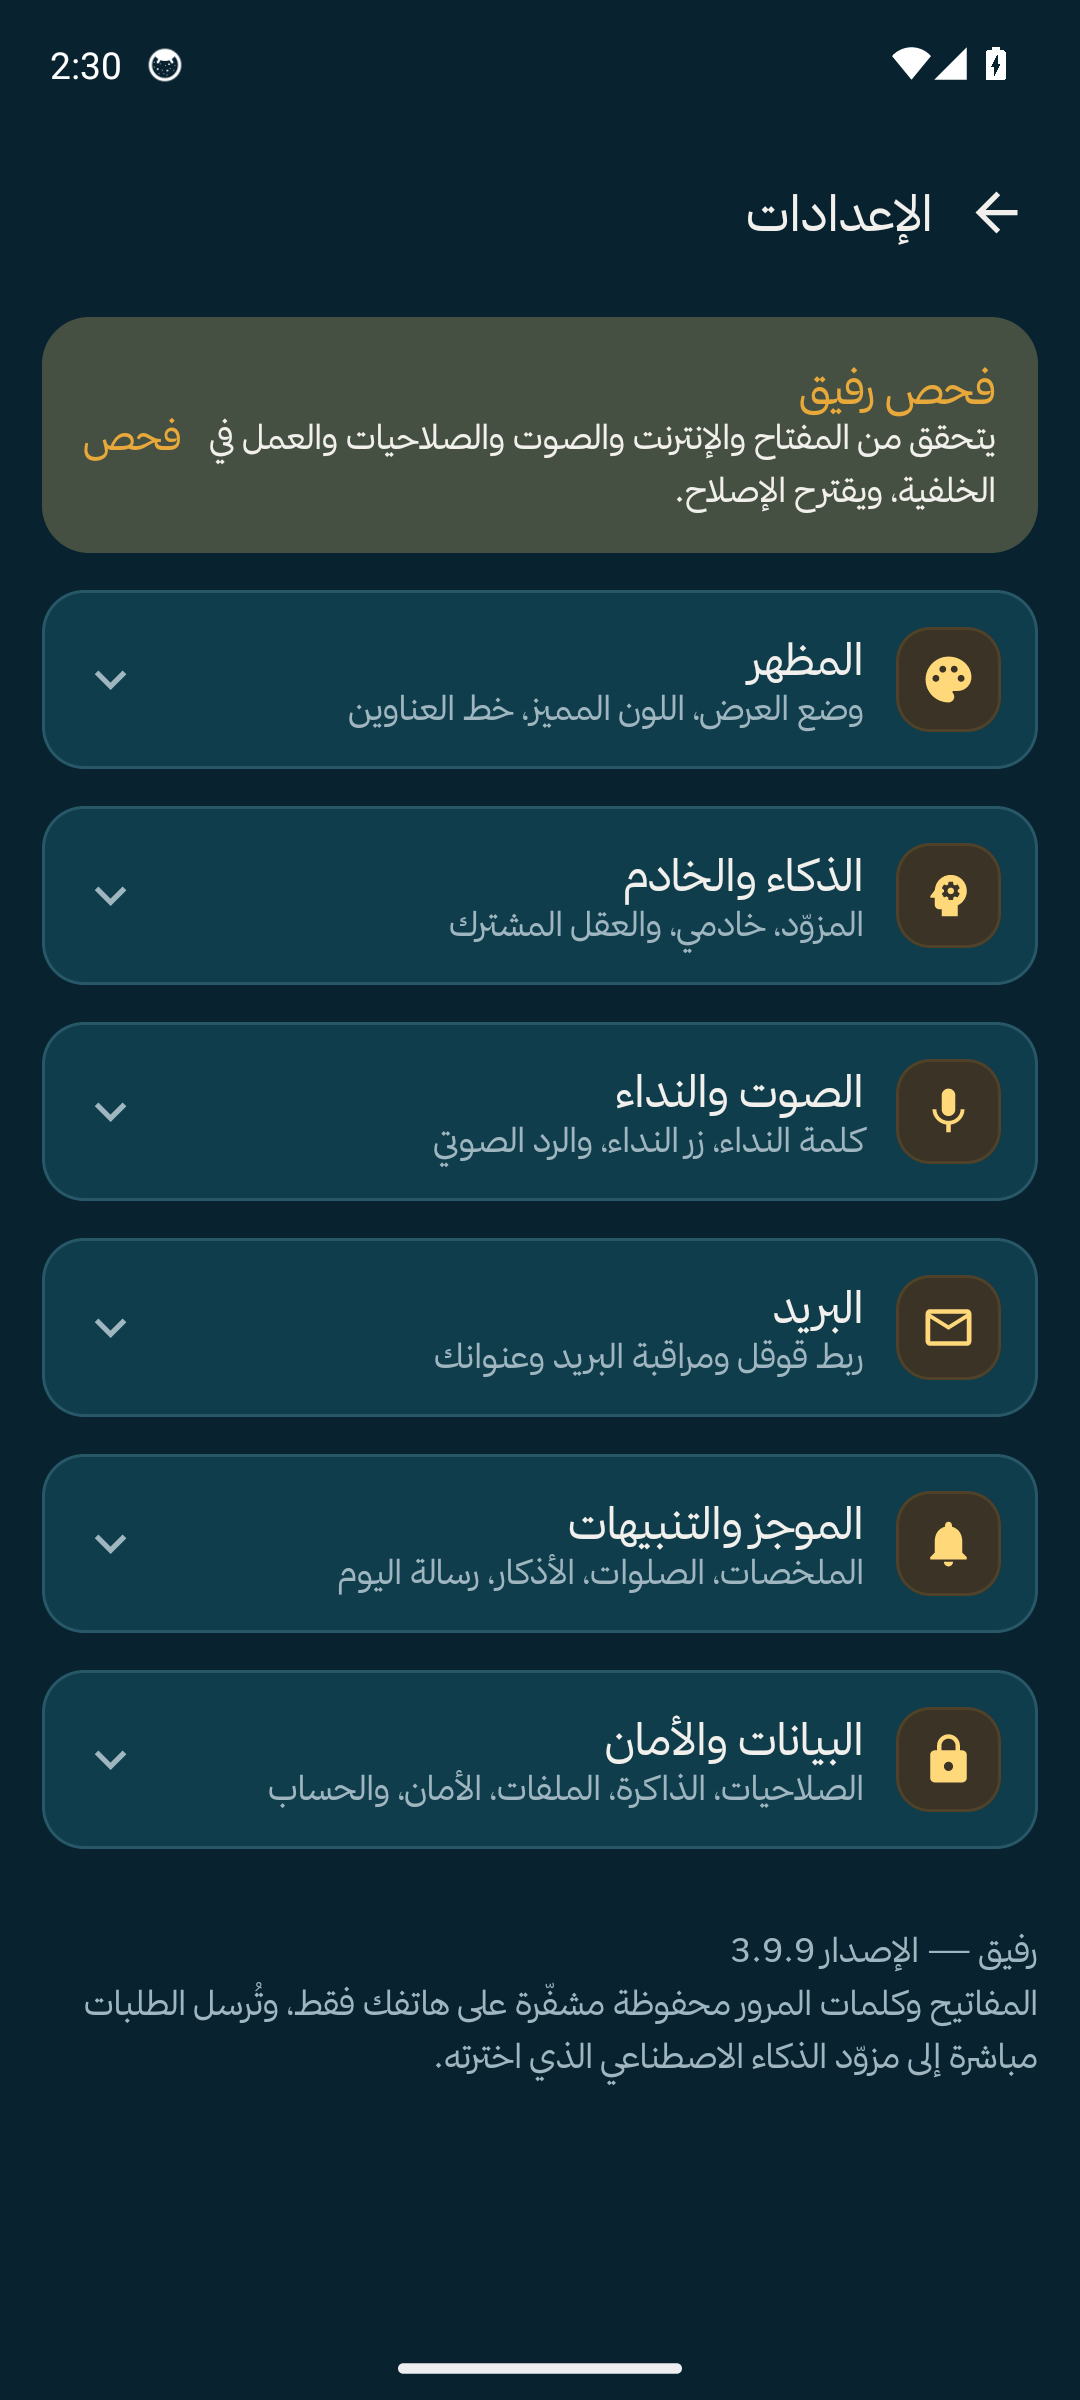 2:30
الإعدادات
فحص رفيق
يتحقق من المفتاح والإنترنت والصوت والصلاحيات والعمل في
الخلفية، ويقترح الإصلاح.
فحص
المظهر
وضع العرض، اللون المميز، خط العناوين
الذكاء والخادم
المزوّد، خادمي، والعقل المشترك
الصوت والنداء
كلمة النداء، زر النداء، والرد الصوتي
البريد
ربط قوقل ومراقبة البريد وعنوانك
الموجز والتنبيهات
الملخصات، الصلوات، الأذكار، رسالة اليوم
البيانات والأمان
الصلاحيات، الذاكرة، الملفات، الأمان، والحساب
رفيق — الإصدار 3.9.9
المفاتيح وكلمات المرور محفوظة مشفّرة على هاتفك فقط، وتُرسل الطلبات
مباشرة إلى مزوّد الذكاء الاصطناعي الذي اخترته.